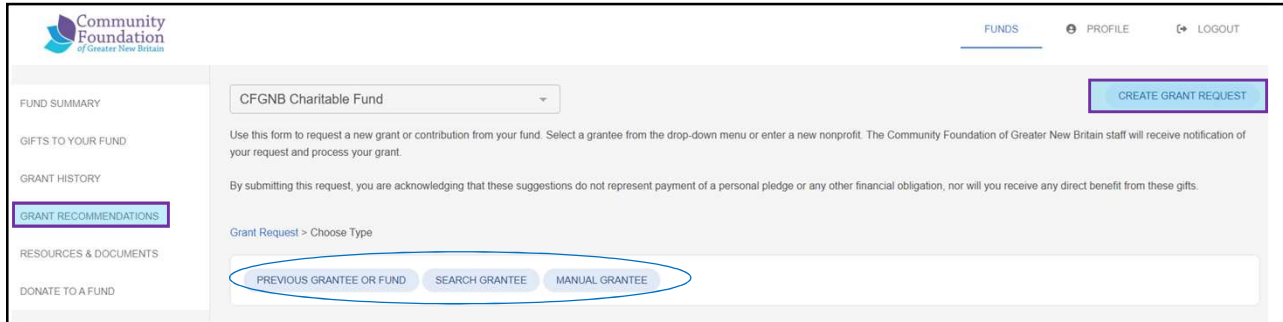 Community
Foundation
of Greater New Britain
FUNDS
PROFILE
LOGOUT
FUND SUMMARY
GIFTS TO YOUR FUND
GRANT HISTORY
GRANT RECOMMENDATIONS
RESOURCES & DOCUMENTS
DONATE TO A FUND
CFGNB Charitable Fund
CREATE GRANT REQUEST
Use this form to request a new grant or contribution from your fund. Select a grantee from the drop-down menu or enter a new nonprofit. The Community Foundation of Greater New Britain staff will receive notification of
your request and process your grant.
By submitting this request, you are acknowledging that these suggestions do not represent payment of a personal pledge or any other financial obligation, nor will you receive any direct benefit from these gifts.
Grant Request > Choose Type
PREVIOUS GRANTEE OR FUND
SEARCH GRANTEE
MANUAL GRANTEE